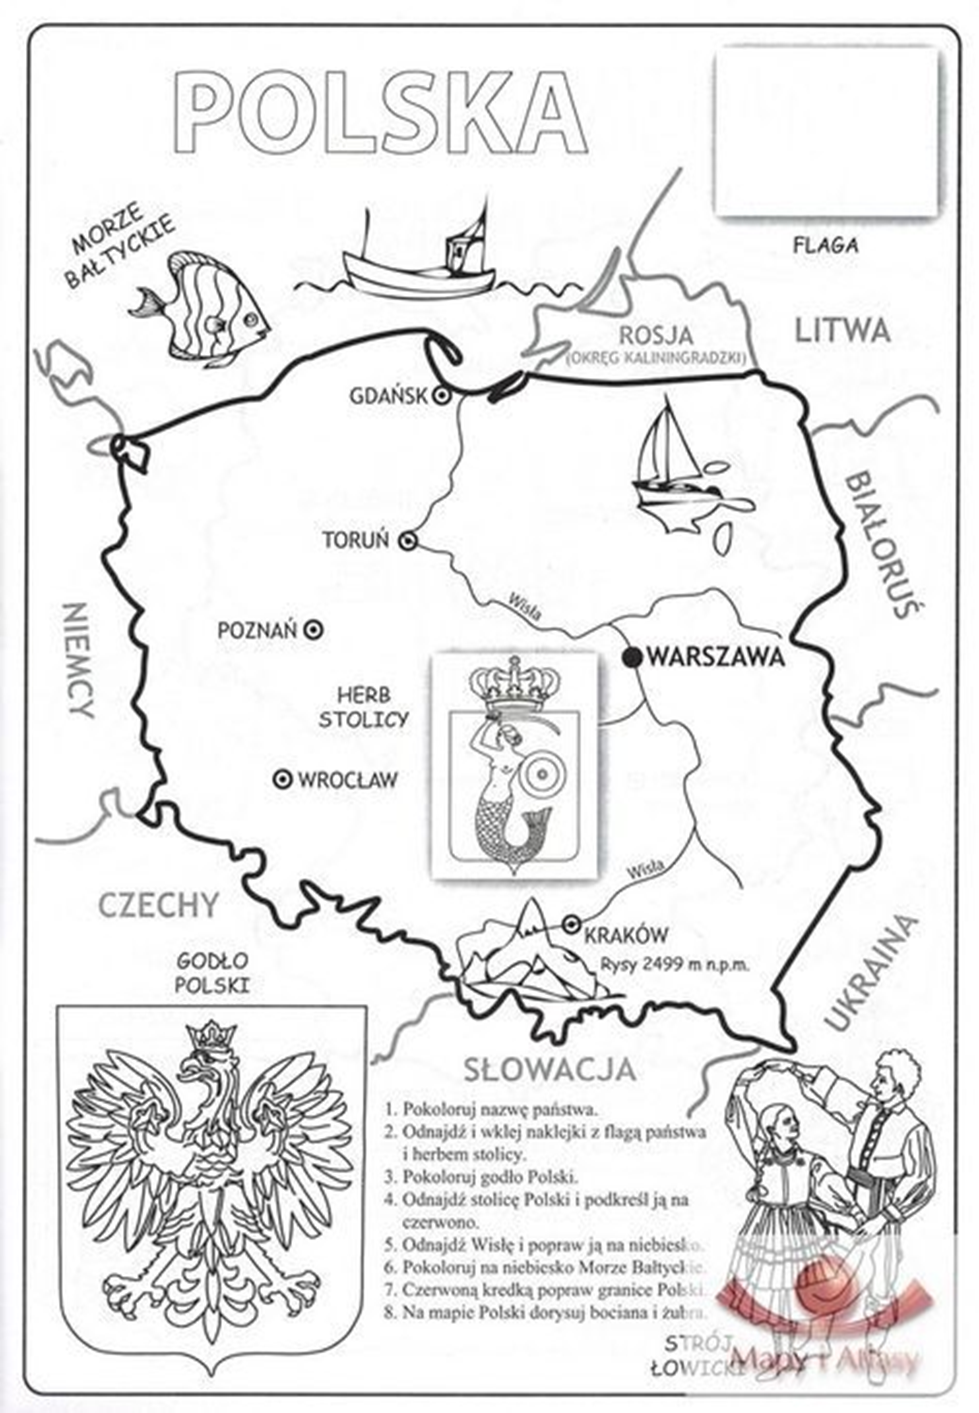 POLSKA
FLAGA
MORZE
BAŁTYCKIE
ROSJA
(OKRĘG KALININGRADZKI)
LITWA
GDAŃSK
BIAŁORUŚ
TORUŃ
Wisła
NIEMCY
POZNAŃ
WARSZAWA
HERB
STOLICY
WROCŁAW
Wisła
CZECHY
KRAKÓW
Rysy 2499 m n.p.m.
UKRAINA
GODŁO
POLSKI
SŁOWACJA
1. Pokoloruj nazwę państwa.
2. Odnajdź i wklej naklejki z flagą państwa
i herbem stolicy.
3. Pokoloruj godło Polski.
4. Odnajdź stolicę Polski i podkreśl ją na
czerwono.
5. Odnajdź Wisłę i popraw ją na niebiesko.
6. Pokoloruj na niebiesko Morze Bałtyckie.
7. Czerwoną kredką popraw granice Polski.
8. Na mapie Polski dorysuj bociana i żubra.
STRÓJ
ŁOWICKI
Mapy i Atlasy